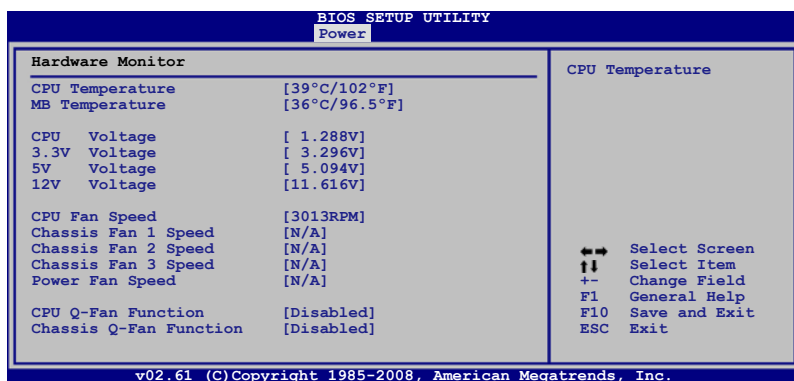 BIOS SETUP UTILITY
Power
Hardware Monitor
CPU Temperature [39°C/102°F]
MB Temperature [36°C/96.5°F]
CPU Voltage [ 1.288V]
3.3V Voltage [ 3.296V]
5V Voltage [ 5.094V]
12V Voltage [11.616V]
CPU Fan Speed [3013RPM]
Chassis Fan 1 Speed [N/A]
Chassis Fan 2 Speed [N/A]
Chassis Fan 3 Speed [N/A]
Power Fan Speed [N/A]
CPU Q-Fan Function [Disabled]
Chassis Q-Fan Function [Disabled]
CPU Temperature
←→ Select Screen
↑↓ Select Item
+- Change Field
F1 General Help
F10 Save and Exit
ESC Exit
v02.61 (C)Copyright 1985-2008, American Megatrends, Inc.